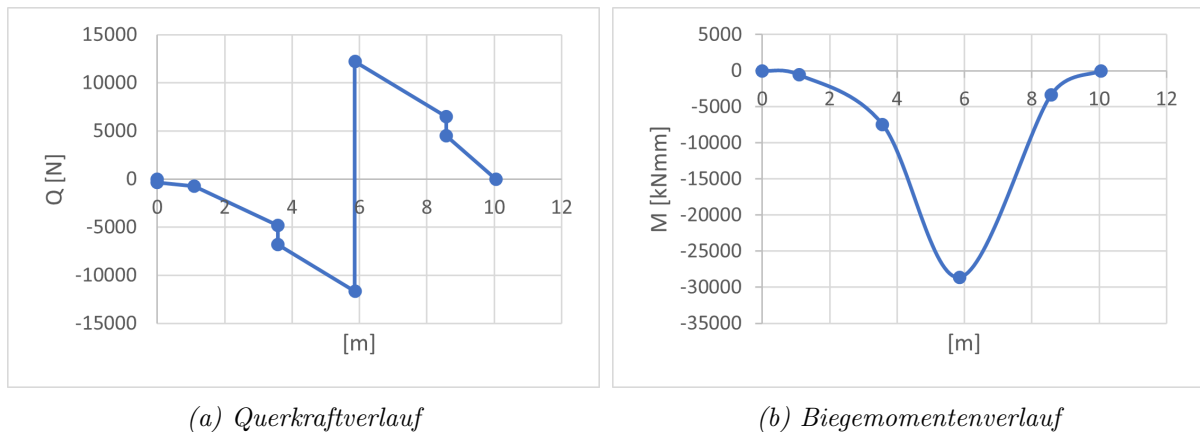 15000
10000
5000
0
-5000
-10000
-15000
0 2 4 6 8 10 12
Q [N]
[m]
5000
0
-5000
-10000
-15000
-20000
-25000
-30000
-35000
0 2 4 6 8 10 12
M [kNmm]
[m]
(a) Querkraftverlauf
(b) Biegemomentenverlauf